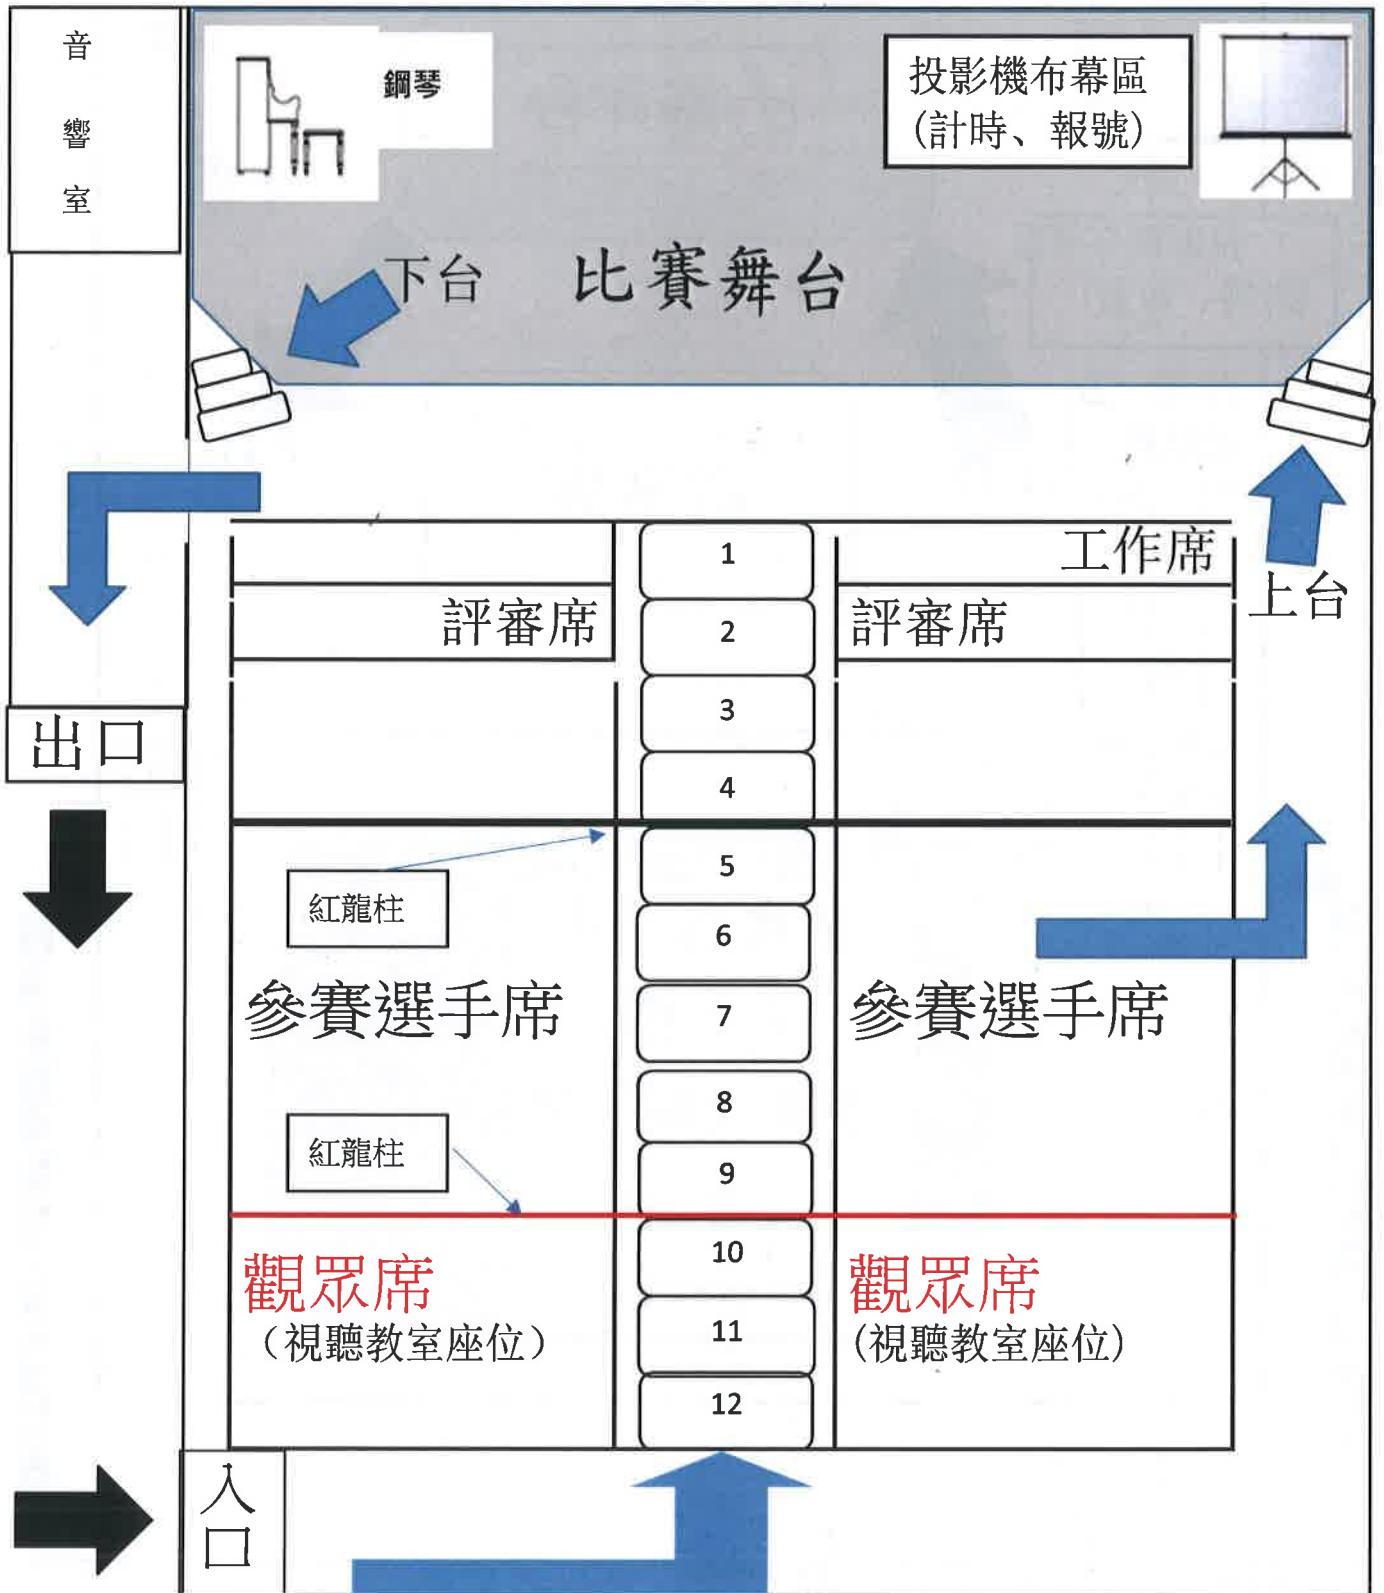 音
響
室
鋼琴
投影機布幕區
(計時、報號)
下台
比賽舞台
1
工作席
上台
評審席
2
評審席
3
出口
4
5
紅龍柱
6
參賽選手席
7
參賽選手席
8
紅龍柱
9
10
觀眾席
(視聽教室座位)
觀眾席
(視聽教室座位)
11
12
入
口